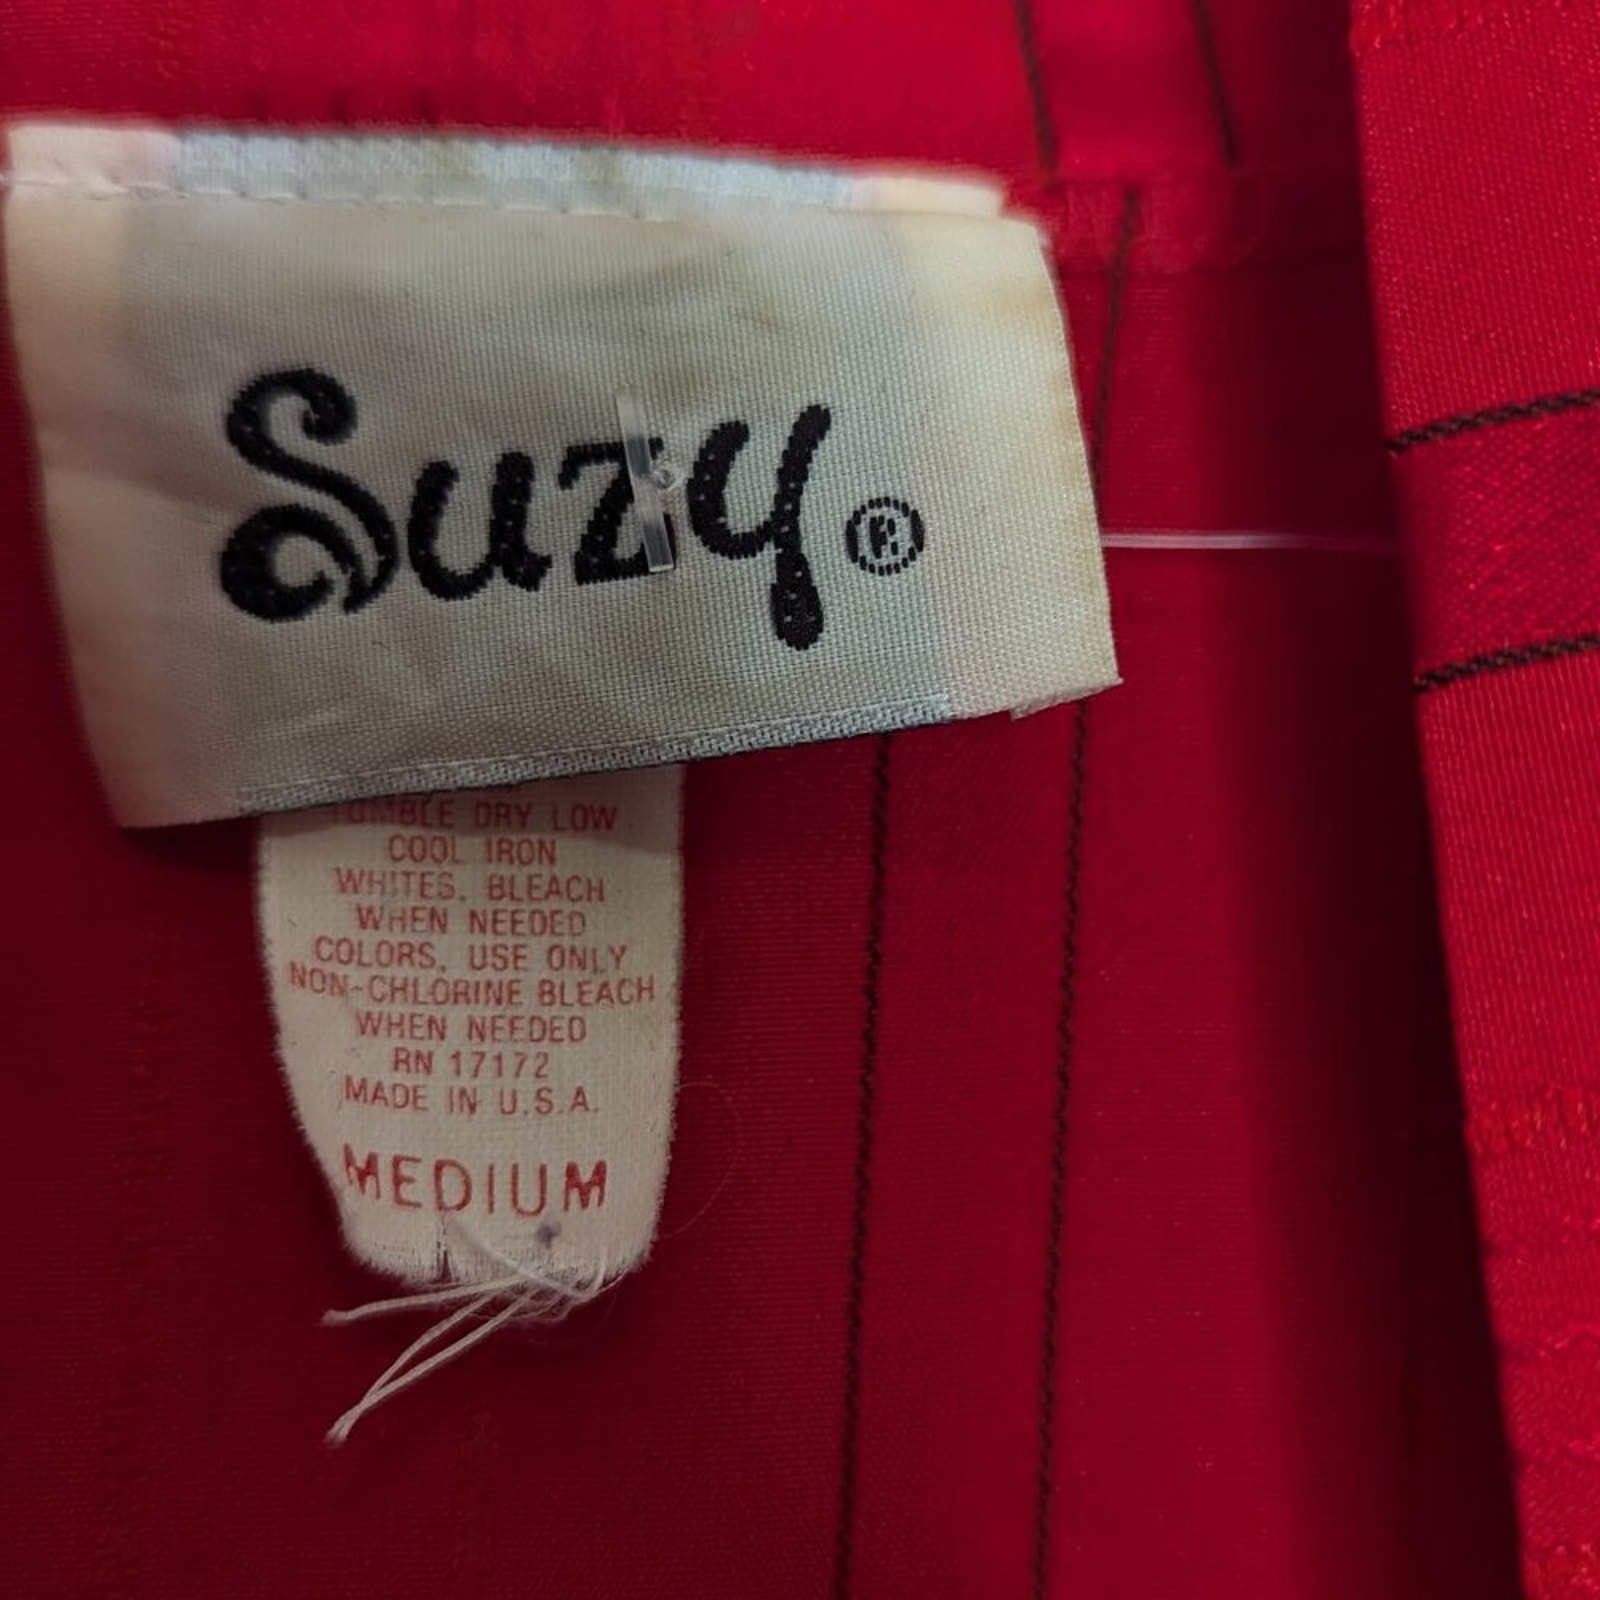 Suzy ®
TUMBLE DRY LOW
COOL IRON
WHITES, BLEACH
WHEN NEEDED
COLORS, USE ONLY
NON-CHLORINE BLEACH
WHEN NEEDED
RN 17172
MADE IN U.S.A.
MEDIUM